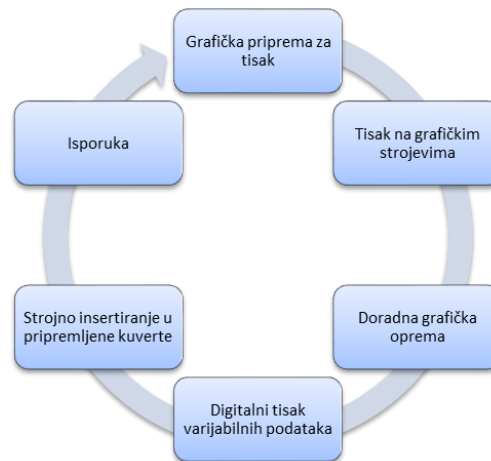 Grafička priprema za
tisak
Tisak na grafičkim
strojevima
Doradna grafička
oprema
Digitalni tisak
varijabilnih podataka
Strojno insertiranje u
pripremljene kuverte
Isporuka